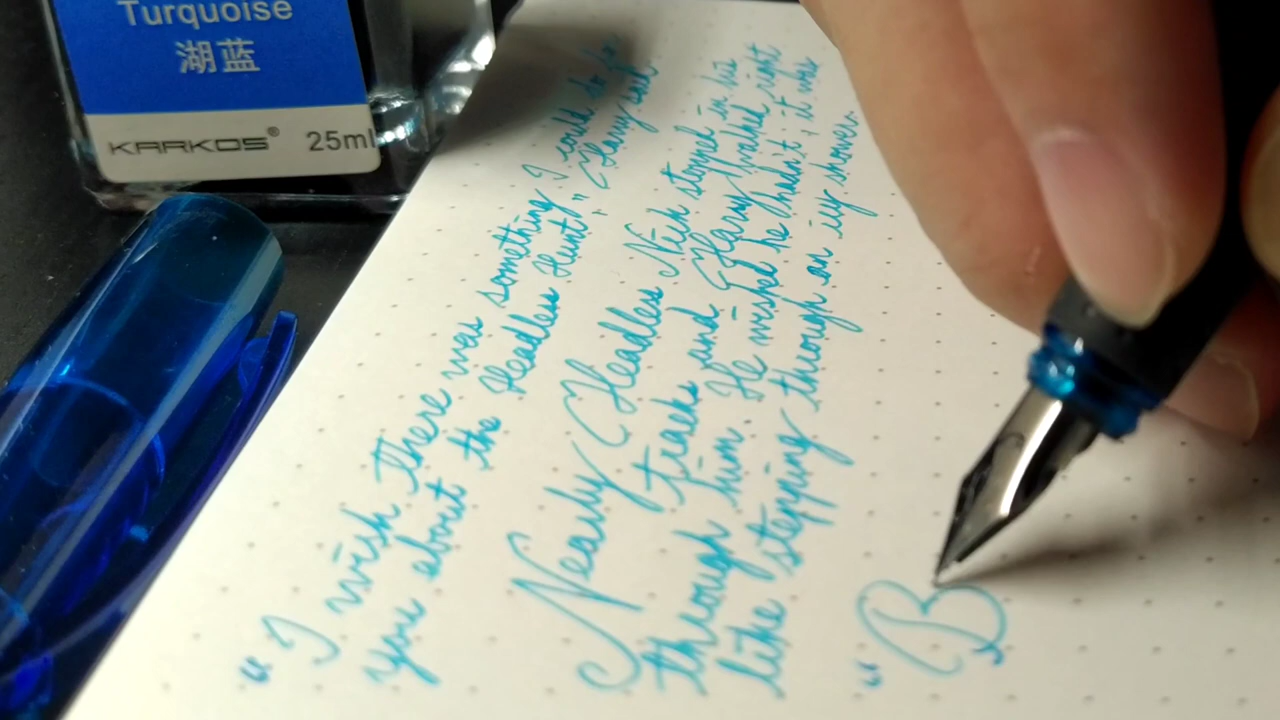 Turquoise
湖蓝
KARKOS® 25ml
"I wish there was something I could do for
you about the Headless Hunt," Harry said.
Nearly Headless Nick stopped in his
tracks and Harry walked right
through him. He wished he hadn't, it was
like stepping through an icy shower.
"B